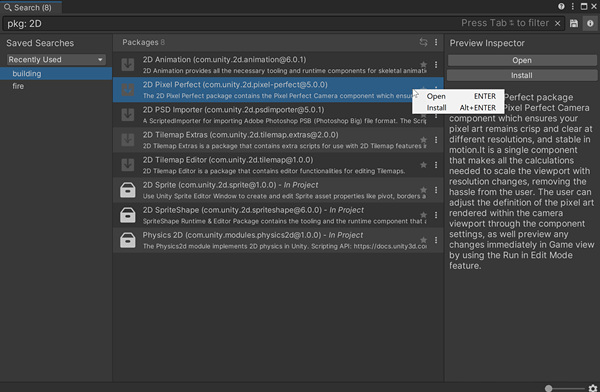 Search (8)
pkg: 2D
Press Tab to filter
Saved Searches
Packages 8
Preview Inspector
Recently Used
building
fire
2D Animation (com.unity.2d.animation@6.0.1)
2D Animation provides all the necessary tooling and runtime components for skeletal animation
2D Pixel Perfect (com.unity.2d.pixel-perfect@5.0.0)
The 2D Pixel Perfect package contains the Pixel Perfect Camera component which ensu
2D PSD Importer (com.unity.2d.psdimporter@5.0.1)
A ScriptedImporter for importing Adobe Photoshop PSB (Photoshop Big) file format. The Scri
2D Tilemap Extras (com.unity.2d.tilemap.extras@2.0.0)
2D Tilemap Extras is a package that contains extra scripts for use with 2D Tilemap features i
2D Tilemap Editor (com.unity.2d.tilemap@1.0.0)
2D Tilemap Editor is a package that contains editor functionalities for editing Tilemaps.
2D Sprite (com.unity.2d.sprite@1.0.0) - In Project
Use Unity Sprite Editor Window to create and edit Sprite asset properties like pivot, borders a
2D SpriteShape (com.unity.2d.spriteshape@6.0.0) - In Project
SpriteShape Runtime & Editor Package contains the tooling and the runtime component that a
Physics 2D (com.unity.modules.physics2d@1.0.0) - In Project
The Physics2d module implements 2D physics in Unity. Scripting API: https://docs.unity3d.co
Open ENTER
Install Alt+ENTER
Open
Install
Perfect package
Pixel Perfect Camera
component which ensures your
pixel art remains crisp and clear at
different resolutions, and stable in
motion.It is a single component
that makes all the calculations
needed to scale the viewport with
resolution changes, removing the
hassle from the user. The user can
adjust the definition of the pixel art
rendered within the camera
viewport through the component
settings, as well preview any
changes immediately in Game view
by using the Run in Edit Mode
feature.